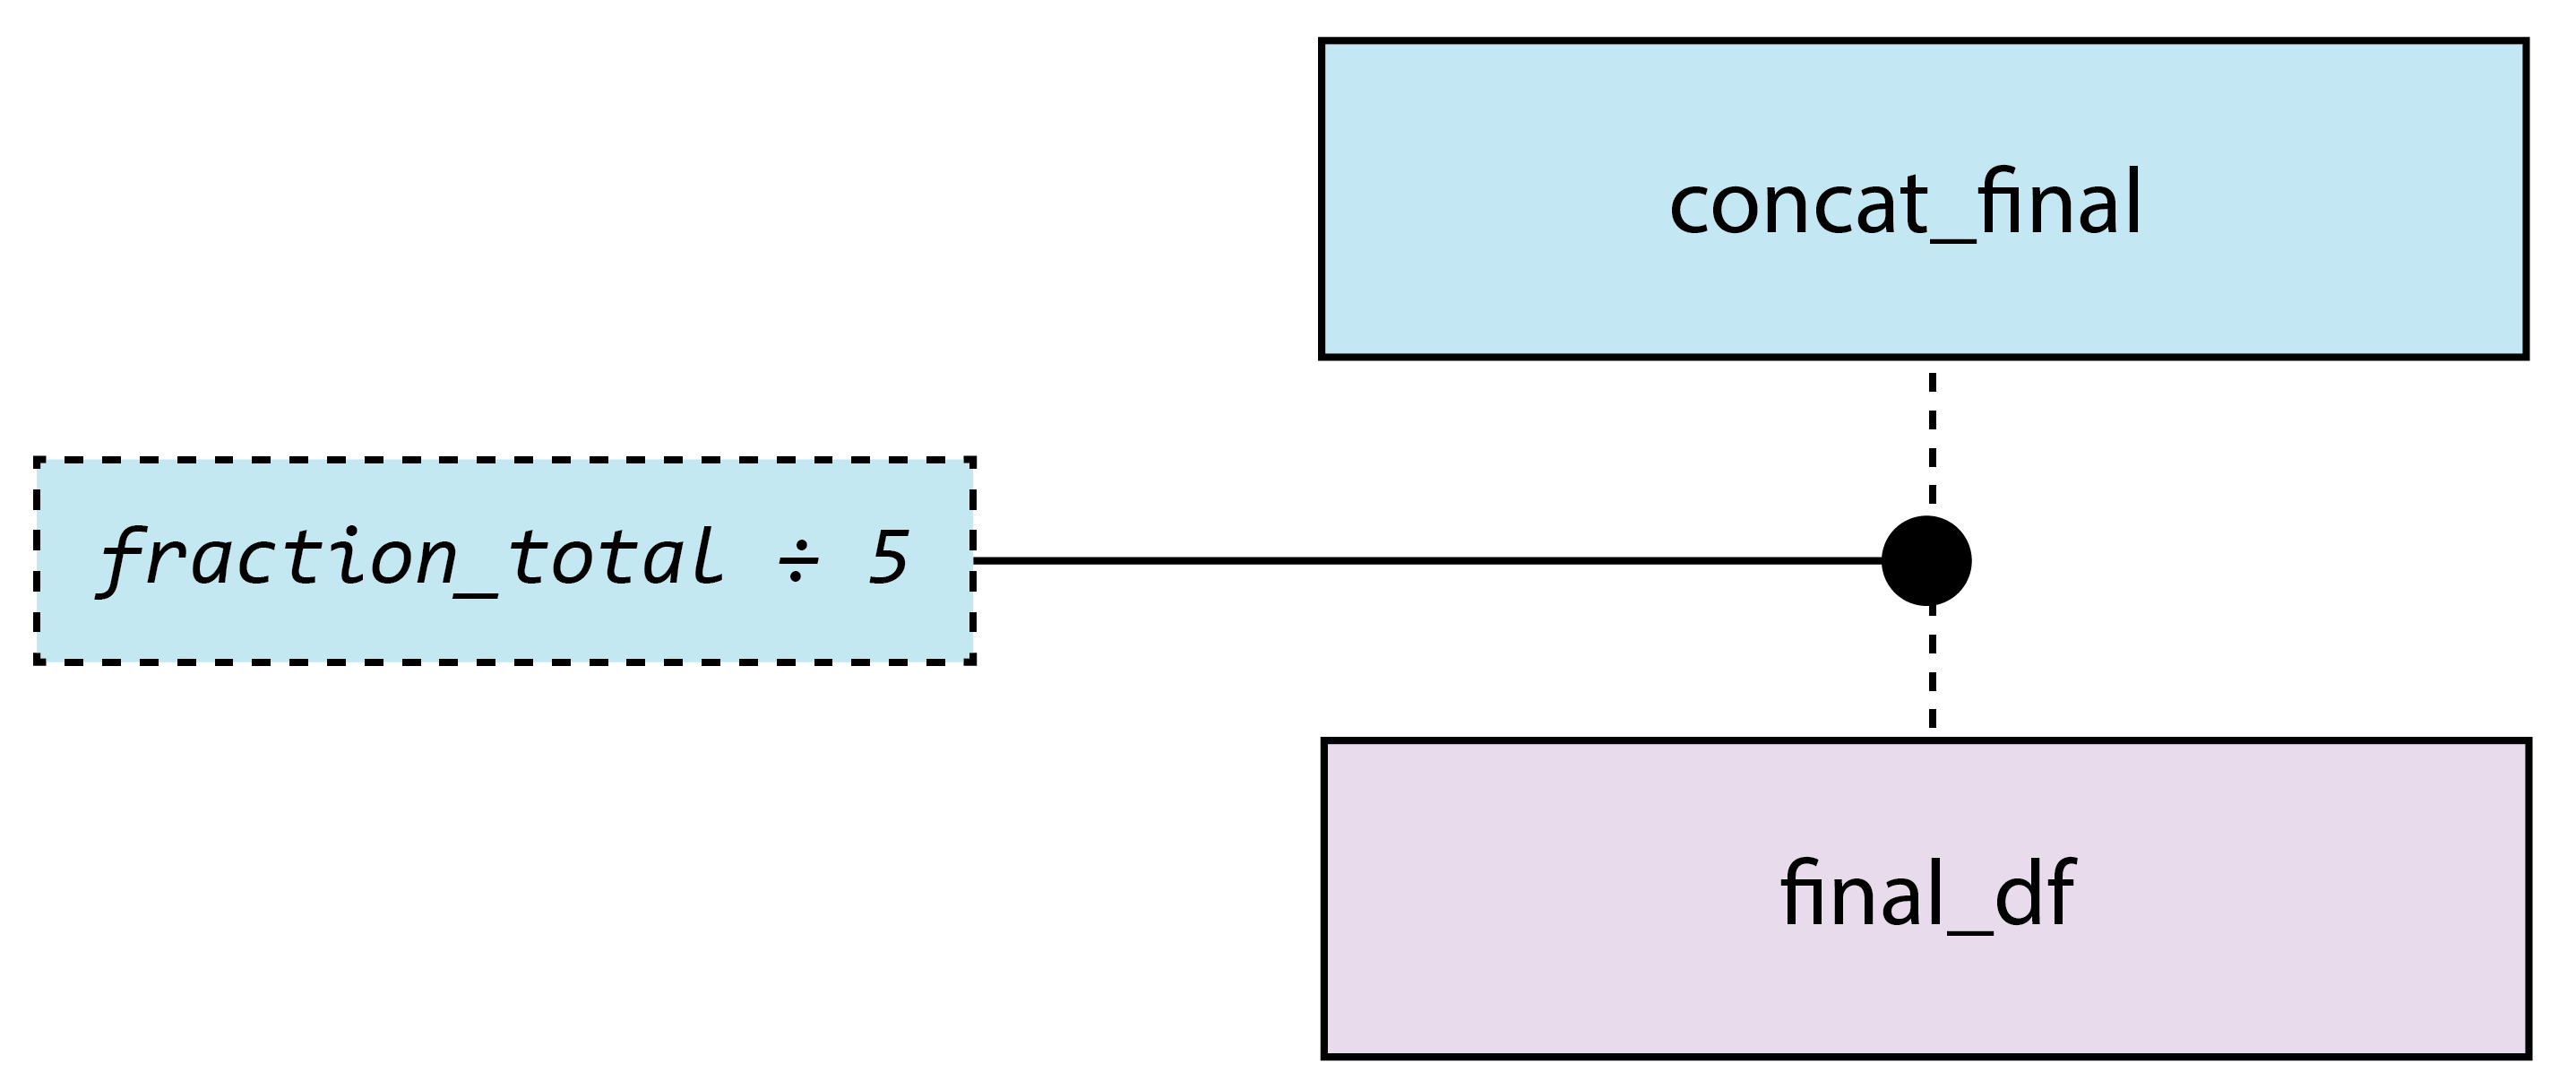 concat_final
fraction_total ÷ 5
final_df